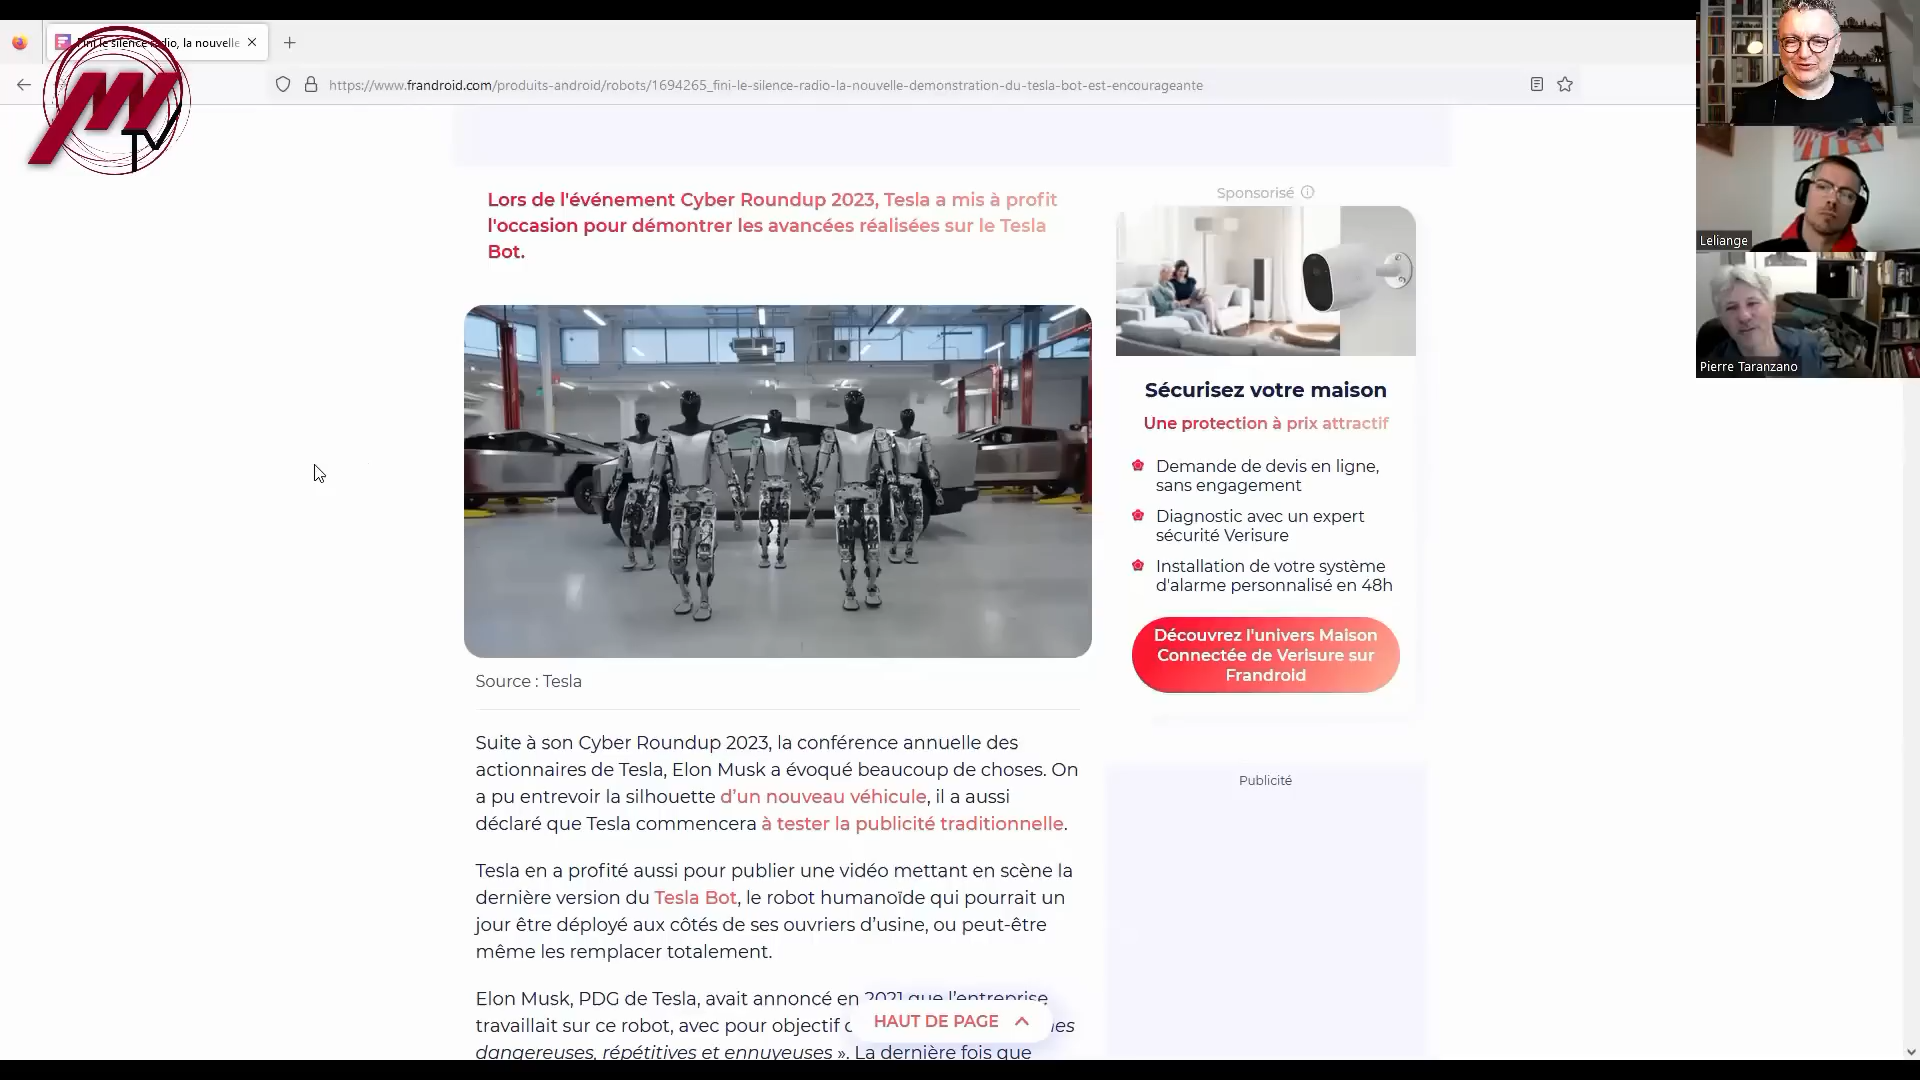 Fini le silence radio, la nouvelle
https://www.frandroid.com/produits-android/robots/1694265_fini-le-silence-radio-la-nouvelle-demonstration-du-tesla-bot-est-encourageante
TV
Lors de l'événement Cyber Roundup 2023, Tesla a mis à profit
l'occasion pour démontrer les avancées réalisées sur le Tesla
Bot.
Source : Tesla
Suite à son Cyber Roundup 2023, la conférence annuelle des
actionnaires de Tesla, Elon Musk a évoqué beaucoup de choses. On
a pu entrevoir la silhouette d’un nouveau véhicule, il a aussi
déclaré que Tesla commencera à tester la publicité traditionnelle.
Tesla en a profité aussi pour publier une vidéo mettant en scène la
dernière version du Tesla Bot, le robot humanoïde qui pourrait un
jour être déployé aux côtés de ses ouvriers d’usine, ou peut-être
même les remplacer totalement.
Elon Musk, PDG de Tesla, avait annoncé en 2021 que l’entreprise
travaillait sur ce robot, avec pour objectif
dangereuses, répétitives et ennuyeuses ». La dernière fois que
HAUT DE PAGE
Sponsorisé
Sécurisez votre maison
Une protection à prix attractif
Demande de devis en ligne,
sans engagement
Diagnostic avec un expert
sécurité Verisure
Installation de votre système
d'alarme personnalisé en 48h
Découvrez l'univers Maison
Connectée de Verisure sur
Frandroid
Publicité
Leliange
Pierre Taranzano